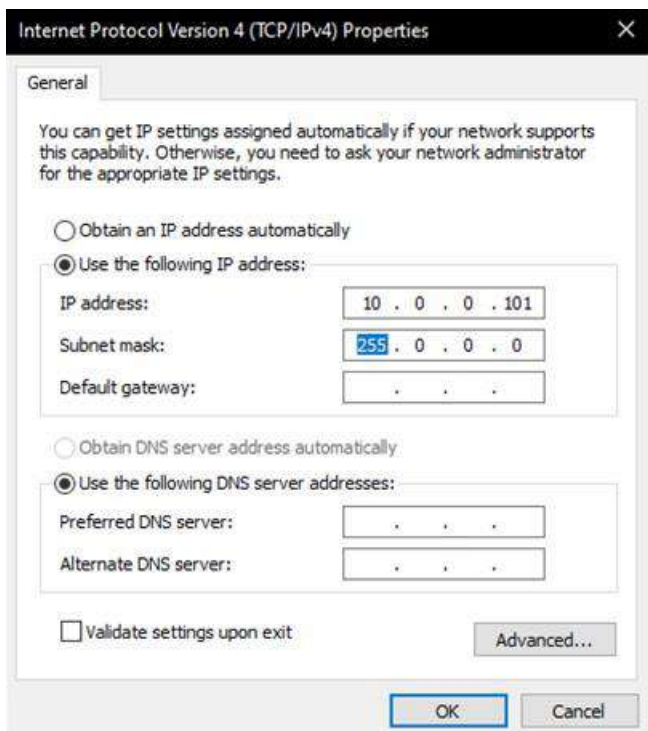 Internet Protocol Version 4 (TCP/IPv4) Properties
General
You can get IP settings assigned automatically if your network supports
this capability. Otherwise, you need to ask your network administrator
for the appropriate IP settings.
Obtain an IP address automatically
Use the following IP address:
IP address: 10 . 0 . 0 . 101
Subnet mask: 255 . 0 . 0 . 0
Default gateway: . . .
Obtain DNS server address automatically
Use the following DNS server addresses:
Preferred DNS server: . . .
Alternate DNS server: . . .
Validate settings upon exit
Advanced...
OK Cancel